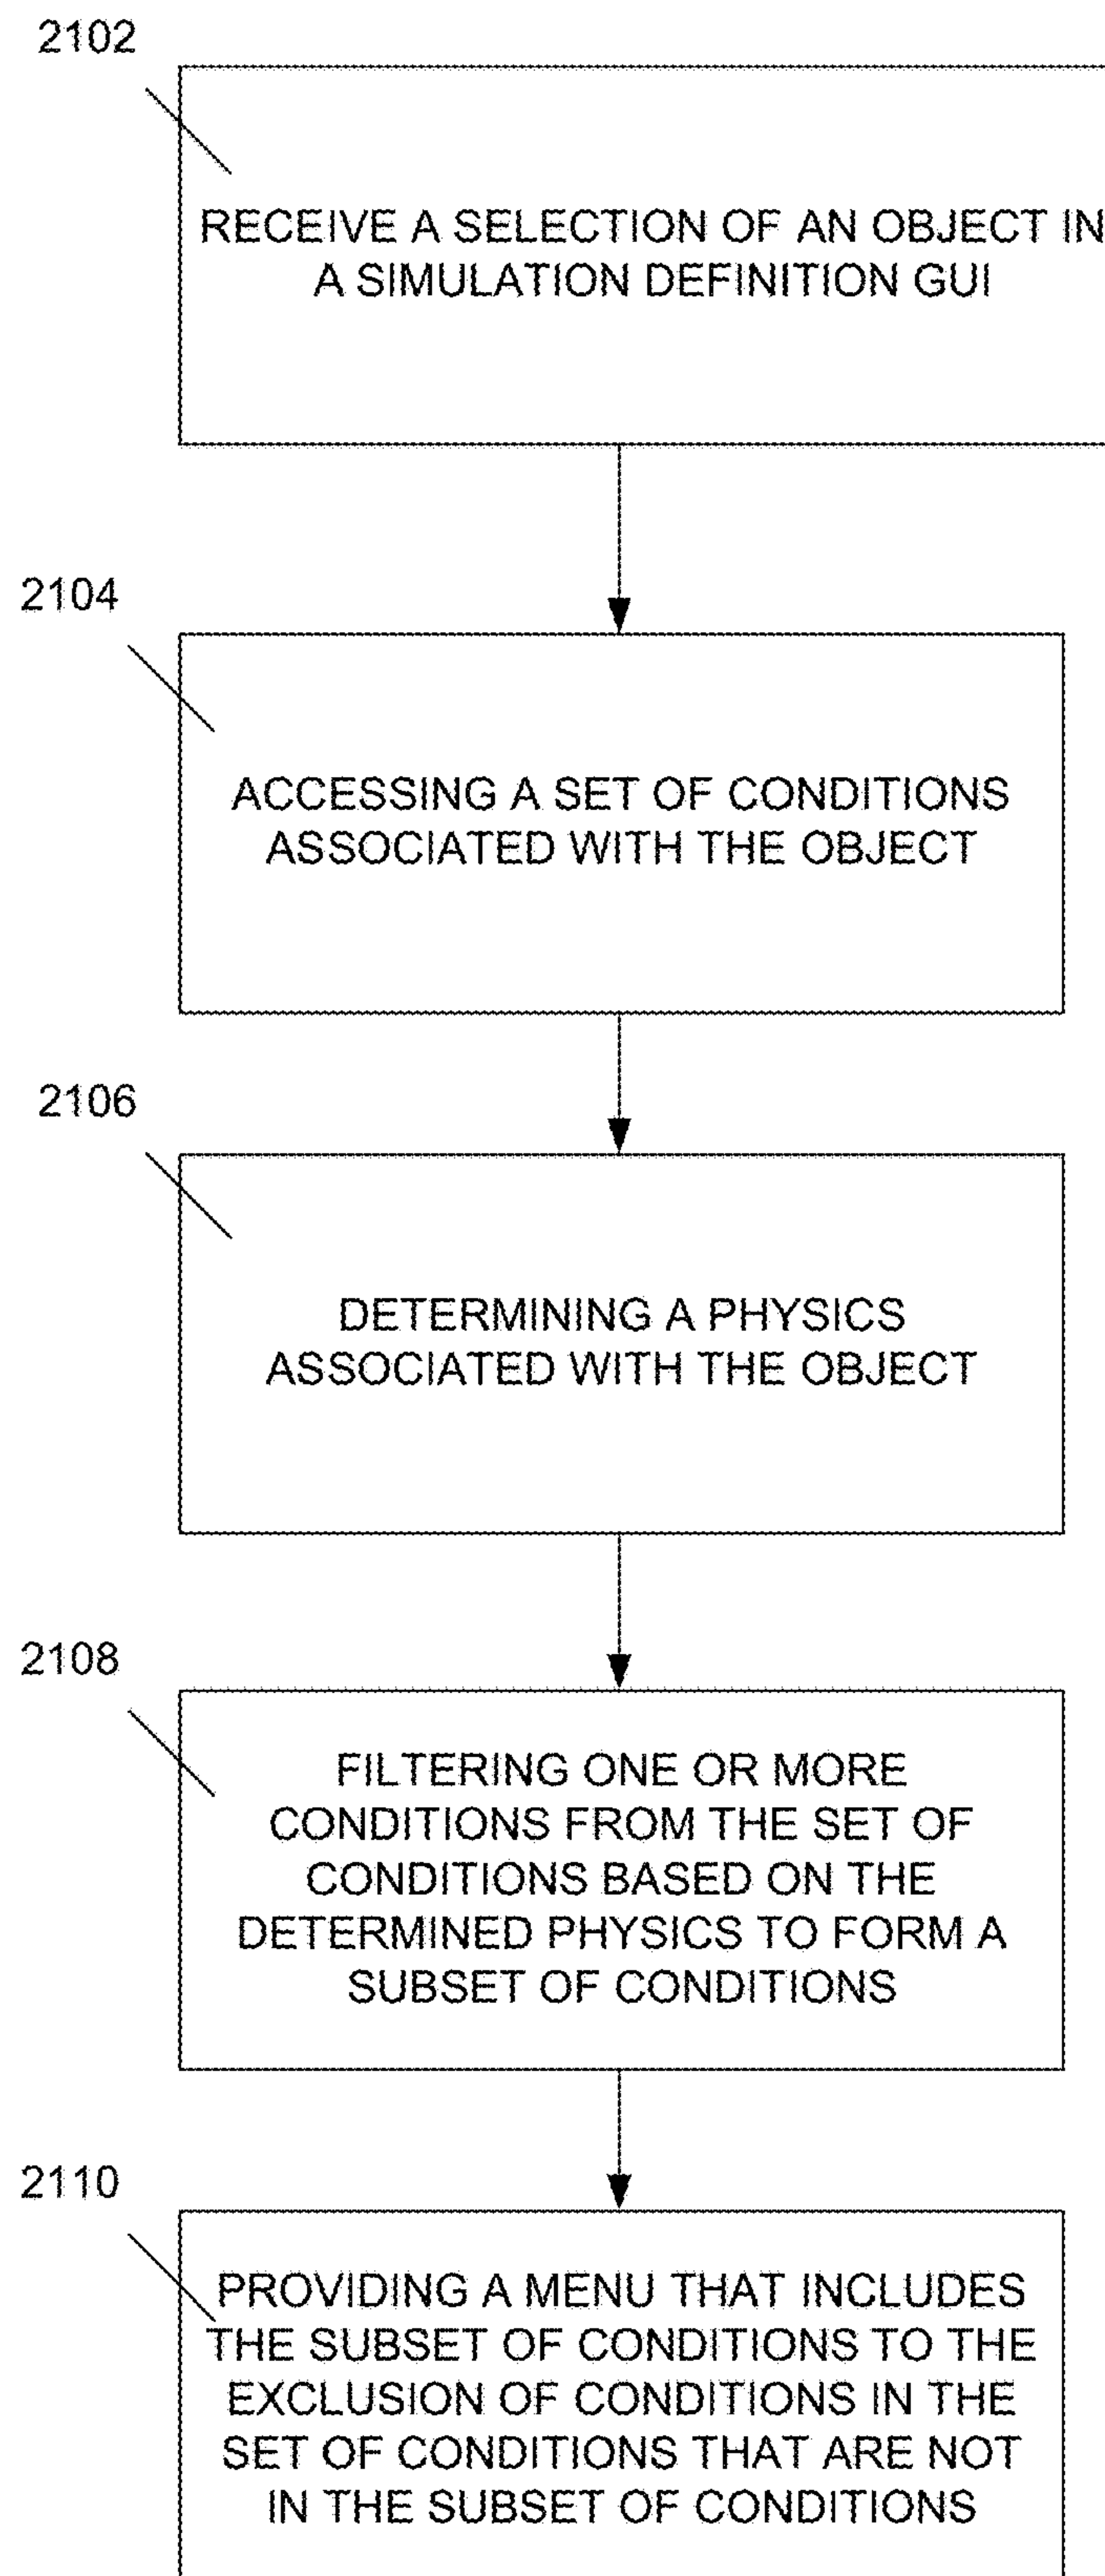 2102
RECEIVE A SELECTION OF AN OBJECT IN
A SIMULATION DEFINITION GUI
2104
ACCESSING A SET OF CONDITIONS
ASSOCIATED WITH THE OBJECT
2106
DETERMINING A PHYSICS
ASSOCIATED WITH THE OBJECT
2108
FILTERING ONE OR MORE
CONDITIONS FROM THE SET OF
CONDITIONS BASED ON THE
DETERMINED PHYSICS TO FORM A
SUBSET OF CONDITIONS
2110
PROVIDING A MENU THAT INCLUDES
THE SUBSET OF CONDITIONS TO THE
EXCLUSION OF CONDITIONS IN THE
SET OF CONDITIONS THAT ARE NOT
IN THE SUBSET OF CONDITIONS